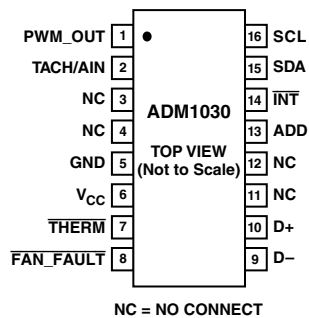 PWM_OUT 1 16 SCL
TACH/AIN 2 15 SDA
NC 3 14 INT
NC 4 ADM1030 13 ADD
GND 5 TOP VIEW 12 NC
(Not to Scale)
VCC 6 11 NC
THERM 7 10 D+
FAN_FAULT 8 9 D–
NC = NO CONNECT